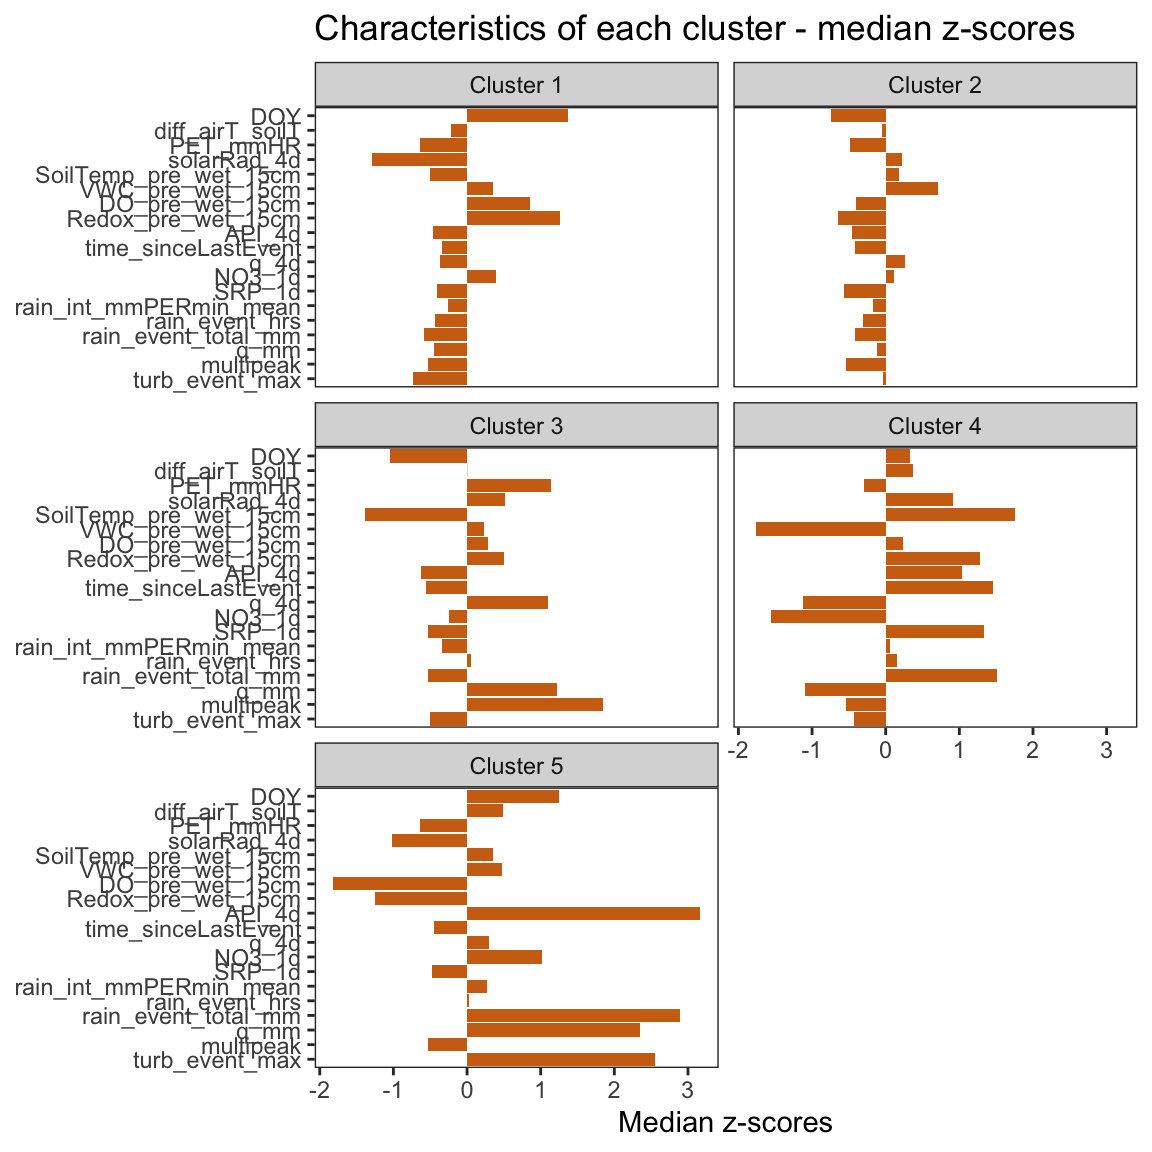 Characteristics of each cluster - median z-scores
Cluster 1
Cluster 2
DOY
diff_airT_soilT
PET_mmHR
solarRad_4d
SoilTemp_pre_wet_15cm
VWC_pre_wet_15cm
DO_pre_wet_15cm
Redox_pre_wet_15cm
API_4d
time_sinceLastEvent
q_4d
NO3_1d
SRP_1d
rain_int_mmPERmin_mean
rain_event_hrs
rain_event_total_mm
q_mm
multipeak
turb_event_max
Cluster 3
Cluster 4
DOY
diff_airT_soilT
PET_mmHR
solarRad_4d
SoilTemp_pre_wet_15cm
VWC_pre_wet_15cm
DO_pre_wet_15cm
Redox_pre_wet_15cm
API_4d
time_sinceLastEvent
q_4d
NO3_1d
SRP_1d
rain_int_mmPERmin_mean
rain_event_hrs
rain_event_total_mm
q_mm
multipeak
turb_event_max
-2 -1 0 1 2 3
Cluster 5
DOY
diff_airT_soilT
PET_mmHR
solarRad_4d
SoilTemp_pre_wet_15cm
VWC_pre_wet_15cm
DO_pre_wet_15cm
Redox_pre_wet_15cm
API_4d
time_sinceLastEvent
q_4d
NO3_1d
SRP_1d
rain_int_mmPERmin_mean
rain_event_hrs
rain_event_total_mm
q_mm
multipeak
turb_event_max
-2 -1 0 1 2 3
Median z-scores